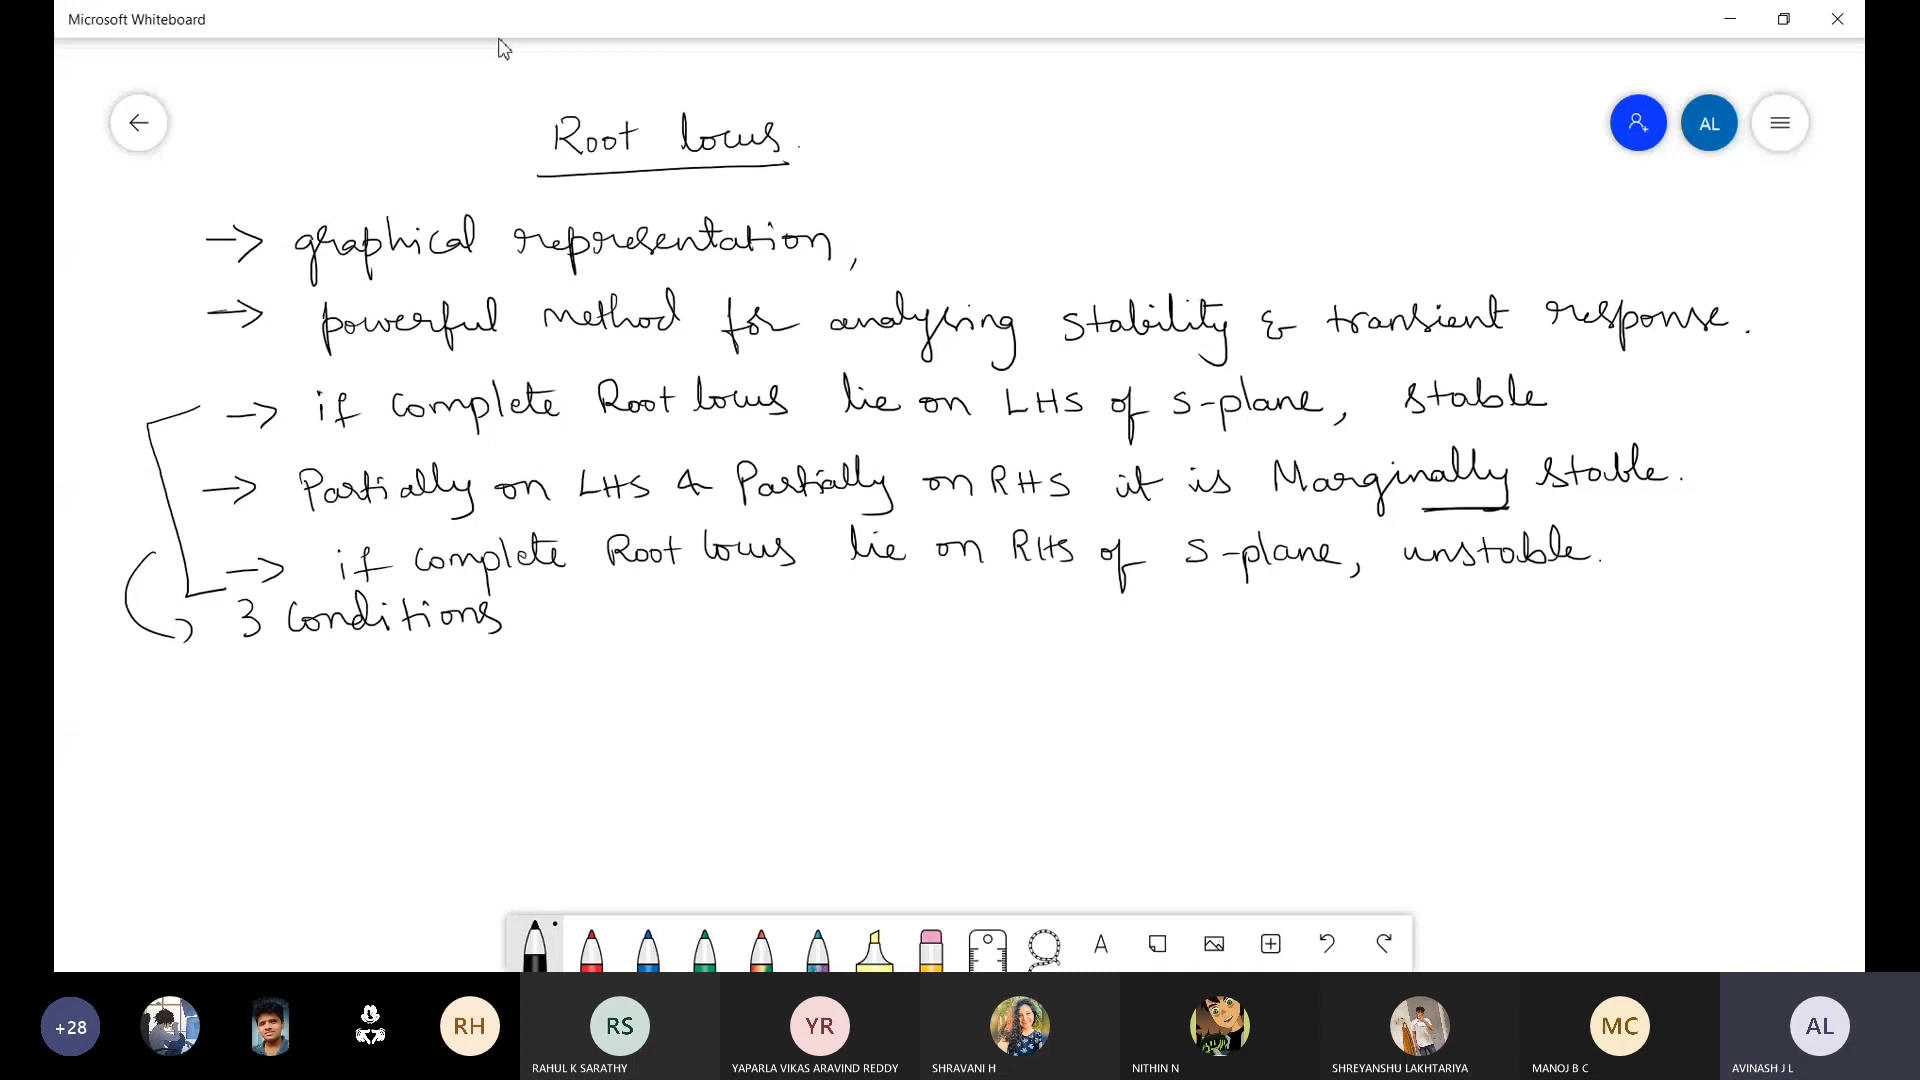 Microsoft Whiteboard
AL
Root locus.
→ graphical representation,
→ powerful method for analysing stability & transient response.
→ if complete Root locus lie on LHS of s-plane, stable
→ Partially on LHS & Partially on RHS it is Marginally stable.
→ if complete Root locus lie on RHS of s-plane, unstable.
3 conditions
A
+28
RH
RS
YR
MC
AL
RAHUL K SARATHY
YAPARLA VIKAS ARAVIND REDDY
SHRAVANI H
NITHIN N
SHREYANSHU LAKHTARIYA
MANOJ B C
AVINASH J L